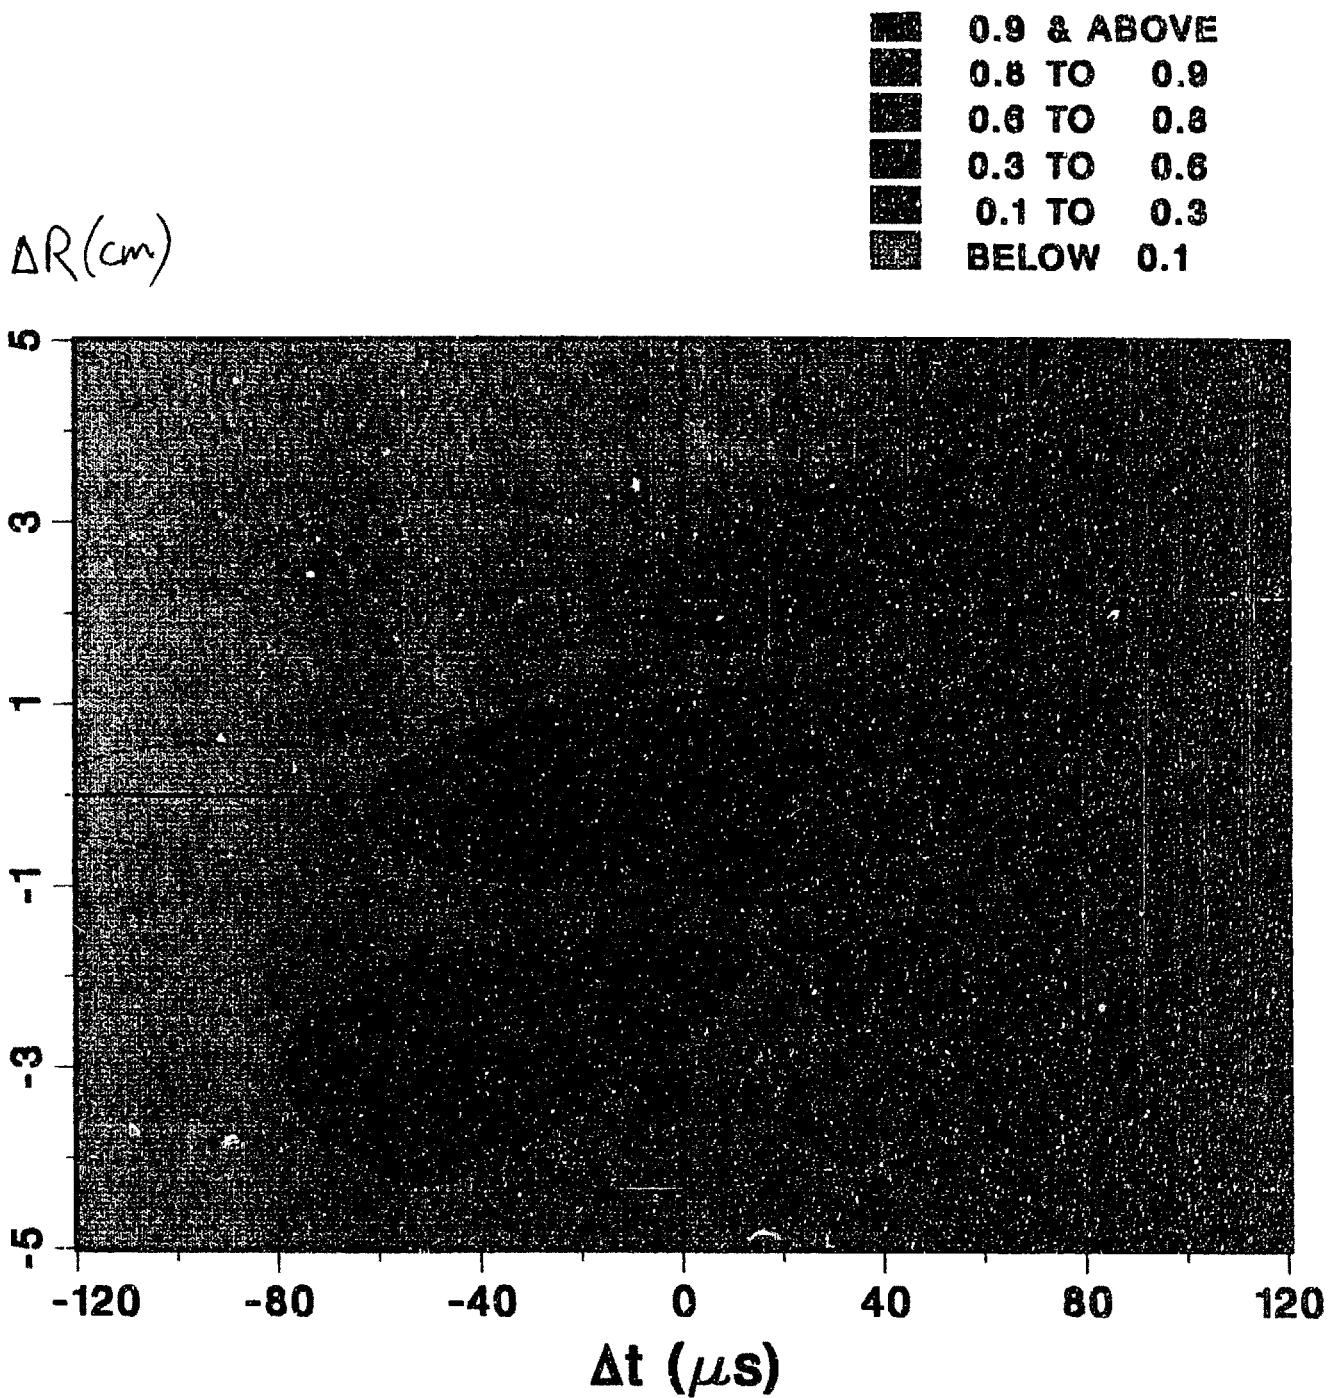 0.9 & ABOVE
0.8 TO 0.9
0.6 TO 0.8
0.3 TO 0.6
0.1 TO 0.3
BELOW 0.1
ΔR(cm)
5
3
1
-1
-3
-5
-120 -80 -40 0 40 80 120
Δt (μs)